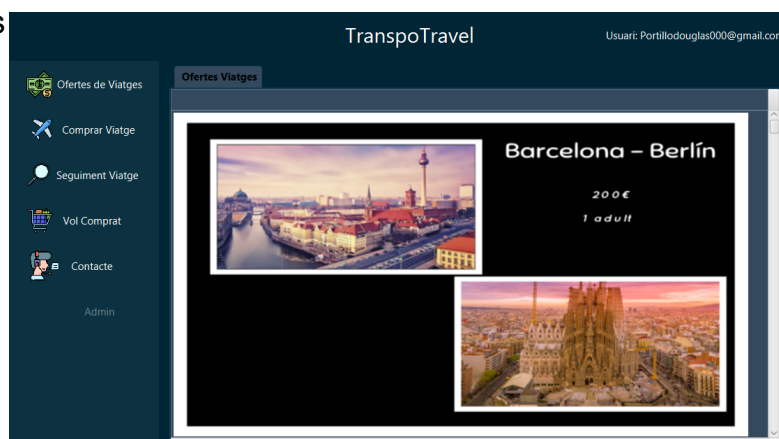 s
TranspoTravel
Usuari: Portillodouglas000@gmail.com
Ofertes de Viatges
Comprar Viatge
Seguiment Viatge
Vol Comprat
Contacte
Admin
Ofertes Viatges
Barcelona – Berlín
200€
1 adult